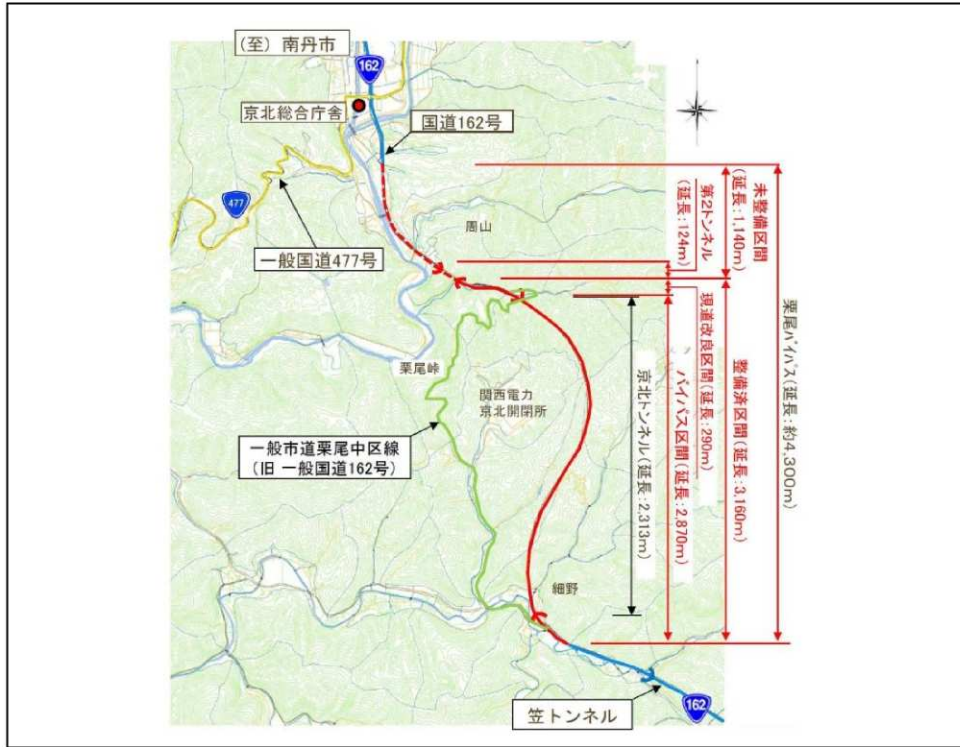 (至) 南丹市
162
京北総合庁舎
国道162号
477
一般国道477号
周山
栗尾峠
関西電力
京北開閉所
一般市道栗尾中区線
(旧 一般国道162号)
細野
笠トンネル
162
未整備区間
(延長:1,140m)
第2トンネル
(延長:124m)
現道改良区間(延長:290m)
バイパス区間(延長:2,870m)
整備済区間(延長:3,160m)
京北トンネル(延長:2,313m)
栗尾バイパス(延長:約4,300m)